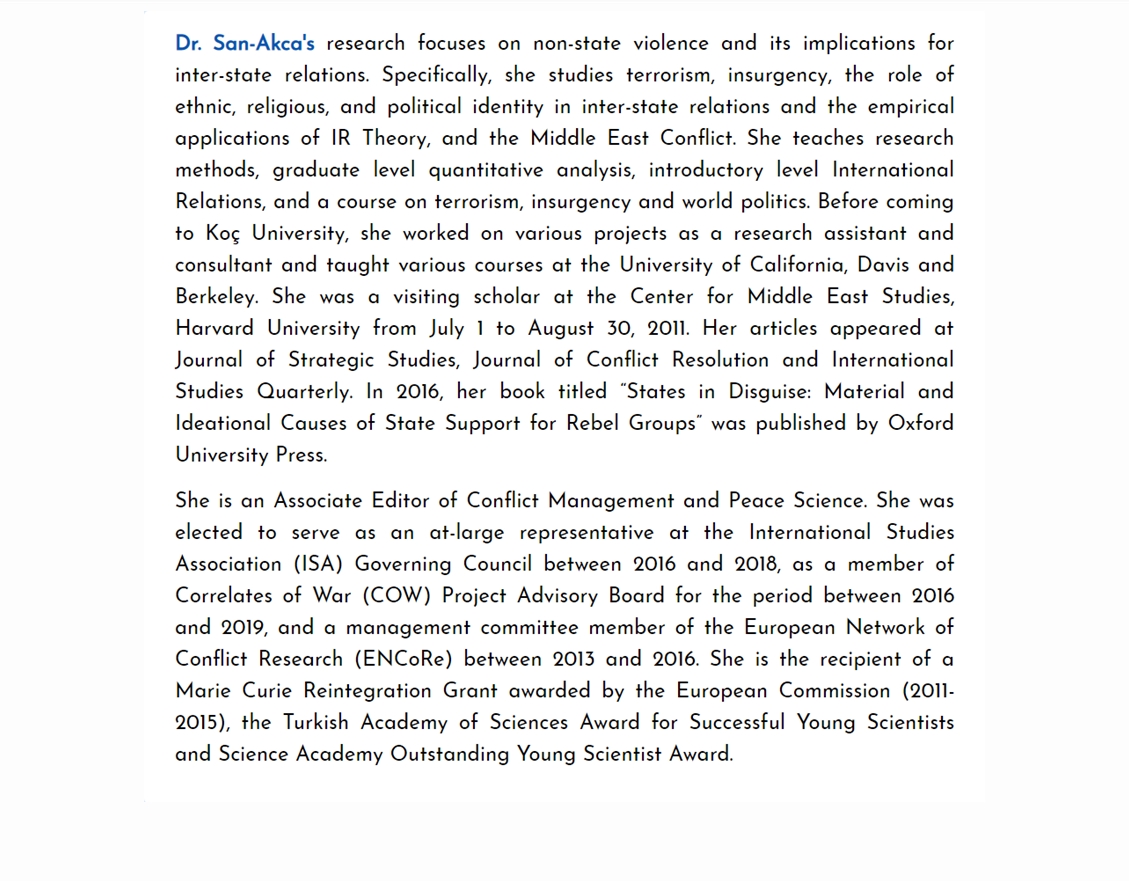 Dr. San-Akca's research focuses on non-state violence and its implications for
inter-state relations. Specifically, she studies terrorism, insurgency, the role of
ethnic, religious, and political identity in inter-state relations and the empirical
applications of IR Theory, and the Middle East Conflict. She teaches research
methods, graduate level quantitative analysis, introductory level International
Relations, and a course on terrorism, insurgency and world politics. Before coming
to Koç University, she worked on various projects as a research assistant and
consultant and taught various courses at the University of California, Davis and
Berkeley. She was a visiting scholar at the Center for Middle East Studies,
Harvard University from July 1 to August 30, 2011. Her articles appeared at
Journal of Strategic Studies, Journal of Conflict Resolution and International
Studies Quarterly. In 2016, her book titled “States in Disguise: Material and
Ideational Causes of State Support for Rebel Groups” was published by Oxford
University Press.
She is an Associate Editor of Conflict Management and Peace Science. She was
elected to serve as an at-large representative at the International Studies
Association (ISA) Governing Council between 2016 and 2018, as a member of
Correlates of War (COW) Project Advisory Board for the period between 2016
and 2019, and a management committee member of the European Network of
Conflict Research (ENCoRe) between 2013 and 2016. She is the recipient of a
Marie Curie Reintegration Grant awarded by the European Commission (2011-
2015), the Turkish Academy of Sciences Award for Successful Young Scientists
and Science Academy Outstanding Young Scientist Award.